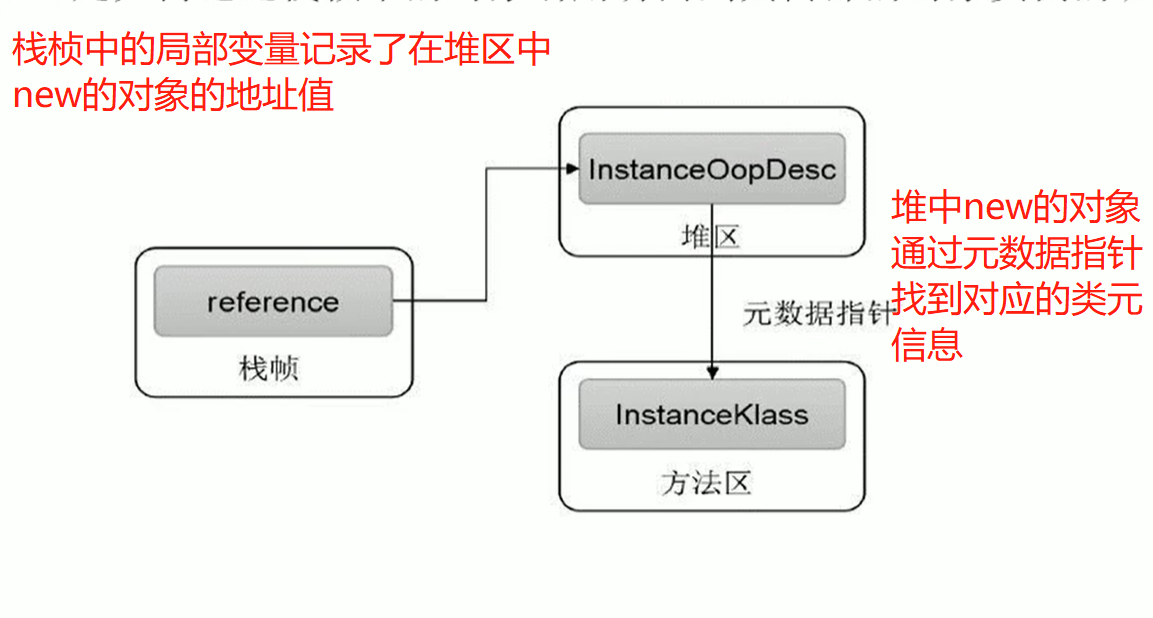 栈桢中的局部变量记录了在堆区中
new的对象的地址值
InstanceOopDesc
堆区
堆中new的对象
通过元数据指针
找到对应的类元
信息
reference
栈帧
元数据指针
InstanceKlass
方法区